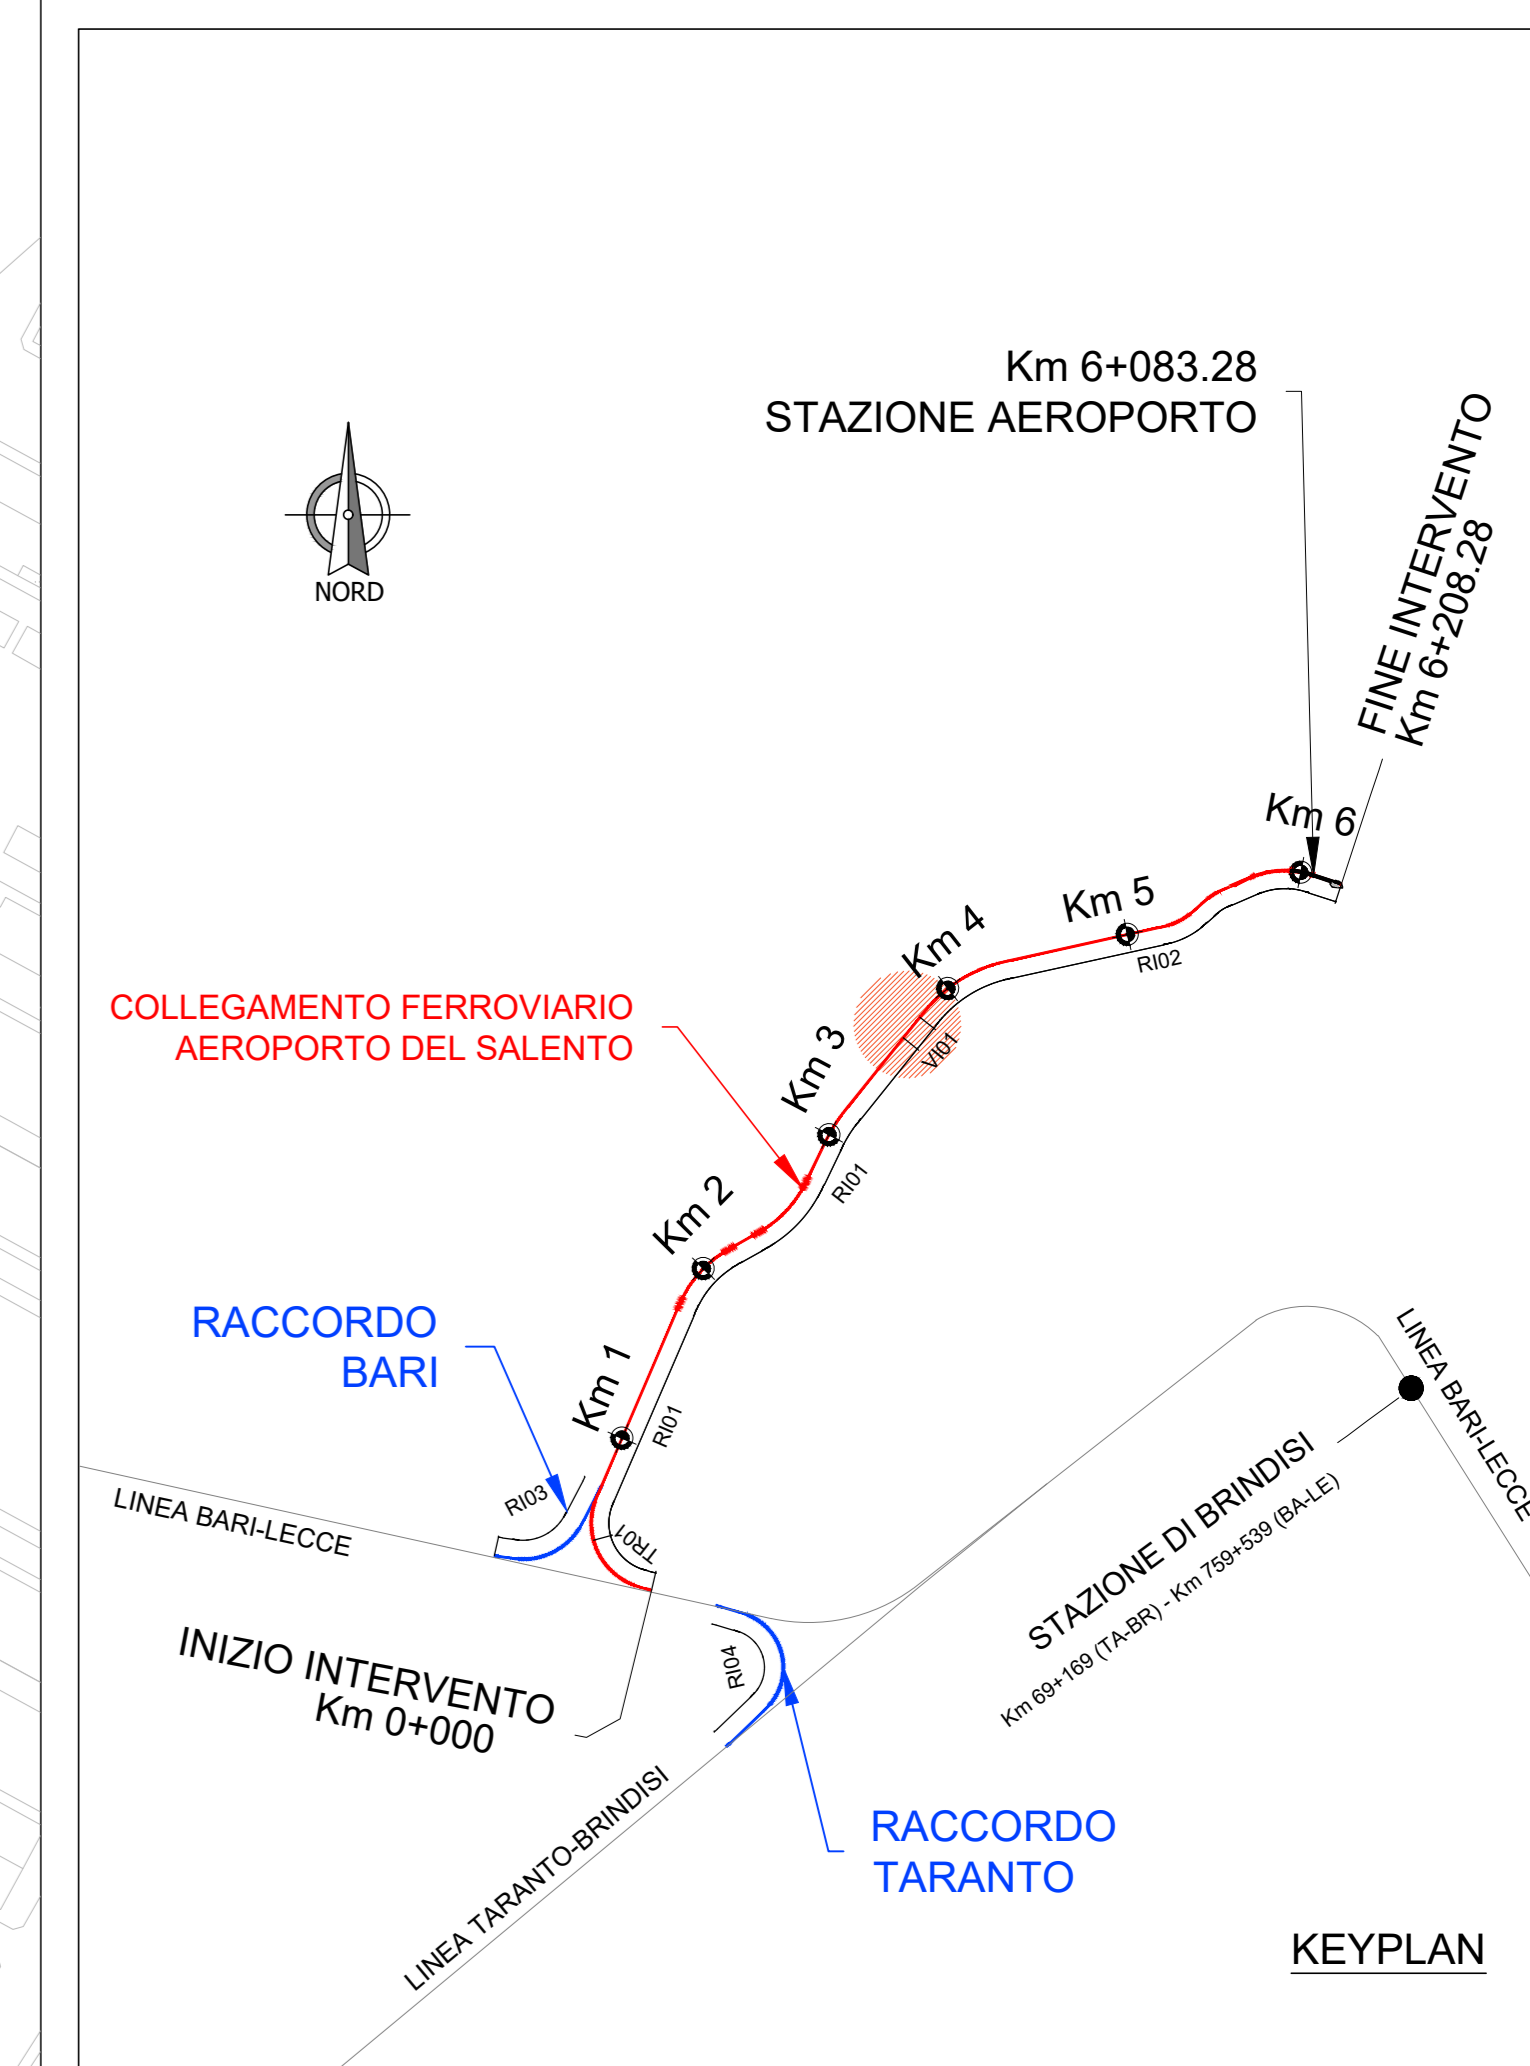 Km 6+083.28
STAZIONE AEROPORTO
FINE INTERVENTO
Km 6+208.28
NORD
Km 6
Km 5
Km 4
RI02
COLLEGAMENTO FERROVIARIO
AEROPORTO DEL SALENTO
Km 3
VI01
RI01
Km 2
RACCORDO
BARI
Km 1
RI01
LINEA BARI-LECCE
RI03
TR01
LINEA BARI-LECCE
STAZIONE DI BRINDISI
Km 69+169 (TA-BR) - Km 759+539 (BA-LE)
INIZIO INTERVENTO
Km 0+000
RI04
LINEA TARANTO-BRINDISI
RACCORDO
TARANTO
KEYPLAN